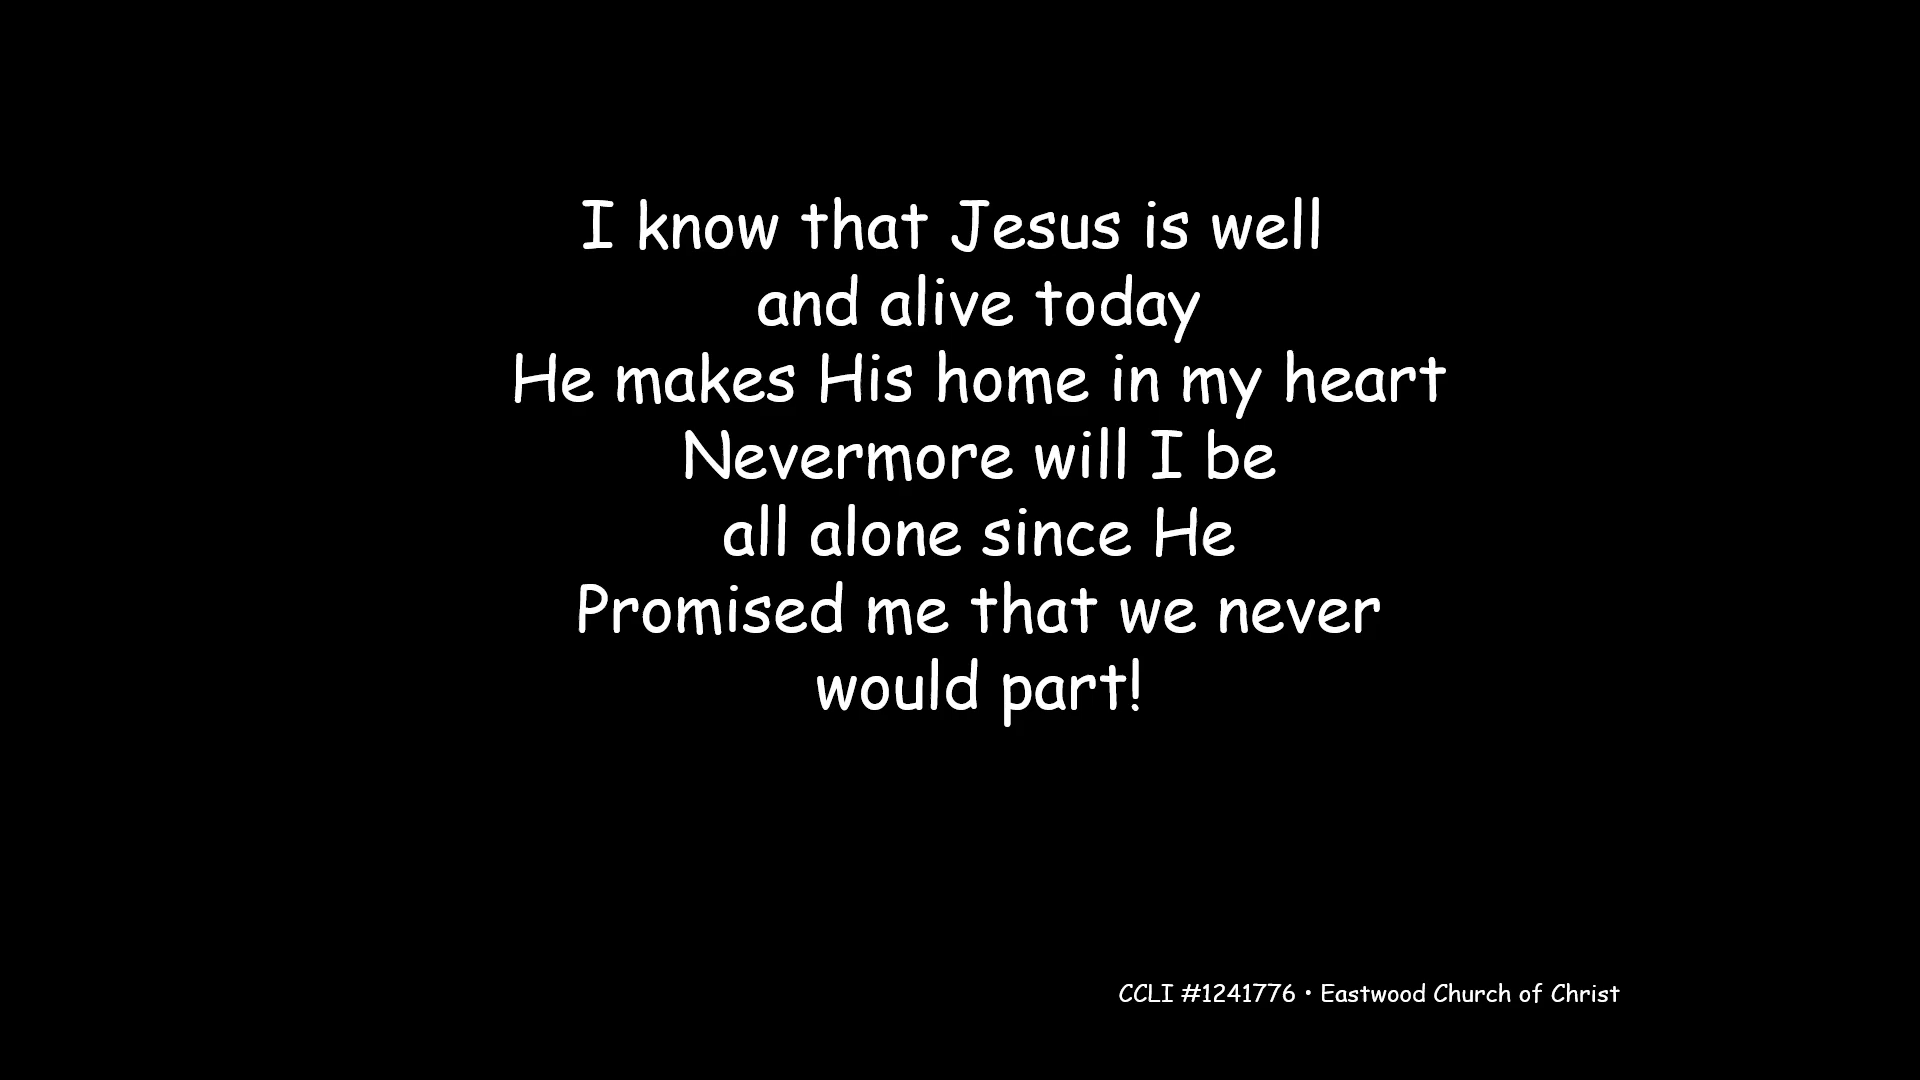 I know that Jesus is well
and alive today
He makes His home in my heart
Nevermore will I be
all alone since He
Promised me that we never
would part!
CCLI #1241776 • Eastwood Church of Christ